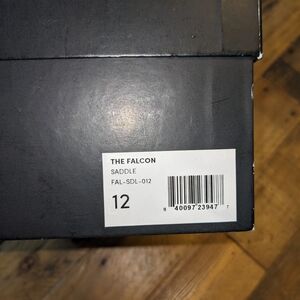 THE FALCON
SADDLE
FAL-SDL-012
12
8 40097 23947 7